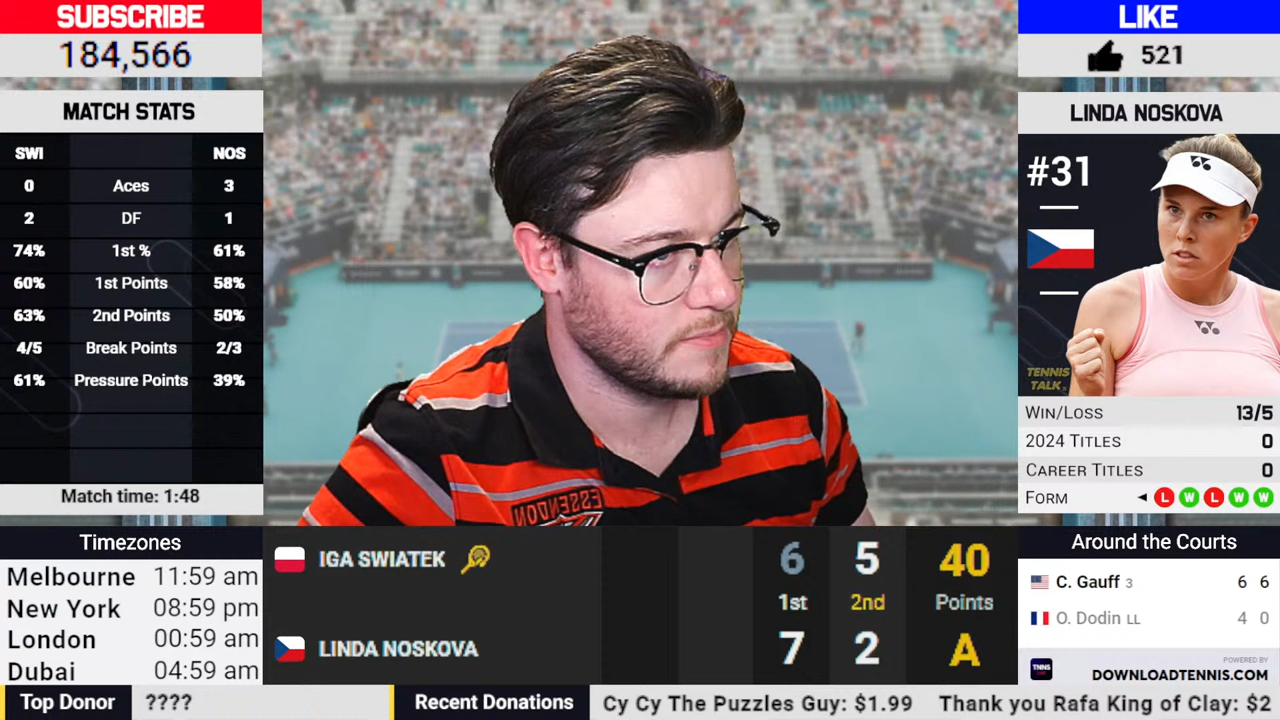 SUBSCRIBE
184,566
MATCH STATS
SWI NOS
0 Aces 3
2 DF 1
74% 1st % 61%
60% 1st Points 58%
63% 2nd Points 50%
4/5 Break Points 2/3
61% Pressure Points 39%
Match time: 1:48
Timezones
Melbourne 11:59 am
New York 08:59 pm
London 00:59 am
Dubai 04:59 am
ESSENDON
IGA SWIATEK 6 5 40
1st 2nd Points
LINDA NOSKOVA 7 2 A
LIKE
521
LINDA NOSKOVA
#31
TENNIS
TALK
WIN/LOSS 13/5
2024 TITLES 0
CAREER TITLES 0
FORM L W L W W
Around the Courts
C. Gauff 3 6 6
O. Dodin LL 4 0
TNNS
POWERED BY
DOWNLOADTENNIS.COM
Top Donor ???? Recent Donations Cy Cy The Puzzles Guy: $1.99 Thank you Rafa King of Clay: $2